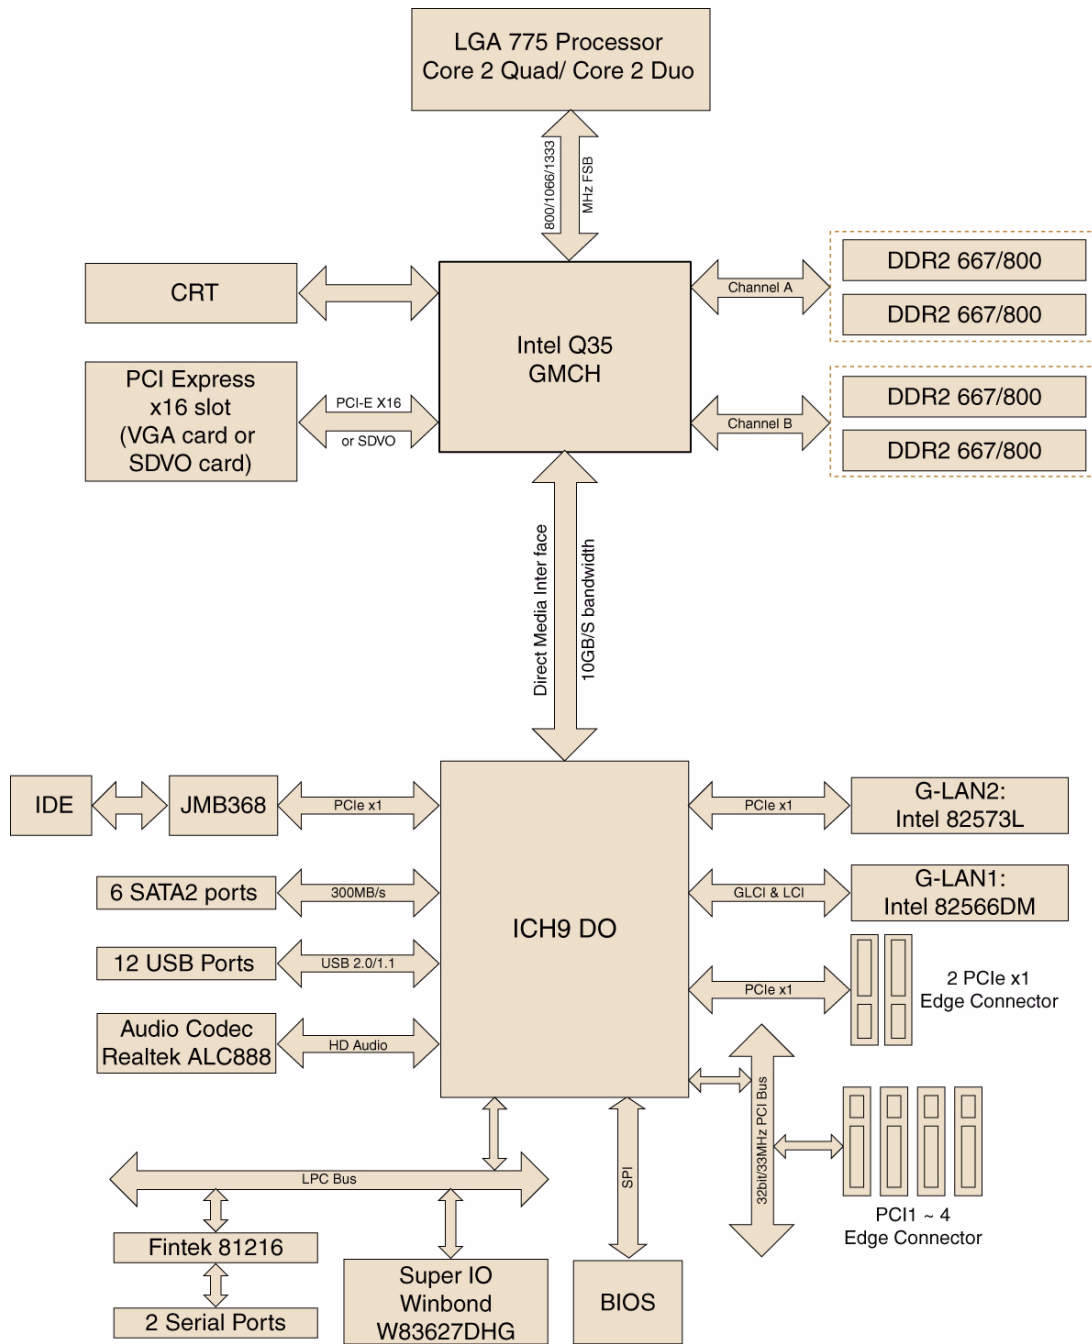 LGA 775 Processor
Core 2 Quad/ Core 2 Duo
800/1066/1333
MHz FSB
CRT
PCI Express
x16 slot
(VGA card or
SDVO card)
PCI-E X16
or SDVO
Intel Q35
GMCH
Channel A
DDR2 667/800
DDR2 667/800
Channel B
DDR2 667/800
DDR2 667/800
Direct Media Inter face
10GB/S bandwidth
IDE
JMB368
PCIe x1
6 SATA2 ports
300MB/s
12 USB Ports
USB 2.0/1.1
Audio Codec
Realtek ALC888
HD Audio
ICH9 DO
PCIe x1
G-LAN2:
Intel 82573L
GLCI & LCI
G-LAN1:
Intel 82566DM
PCIe x1
2 PCIe x1
Edge Connector
32bit/33MHz PCI Bus
PCI1 ~ 4
Edge Connector
LPC Bus
SPI
Fintek 81216
2 Serial Ports
Super IO
Winbond
W83627DHG
BIOS